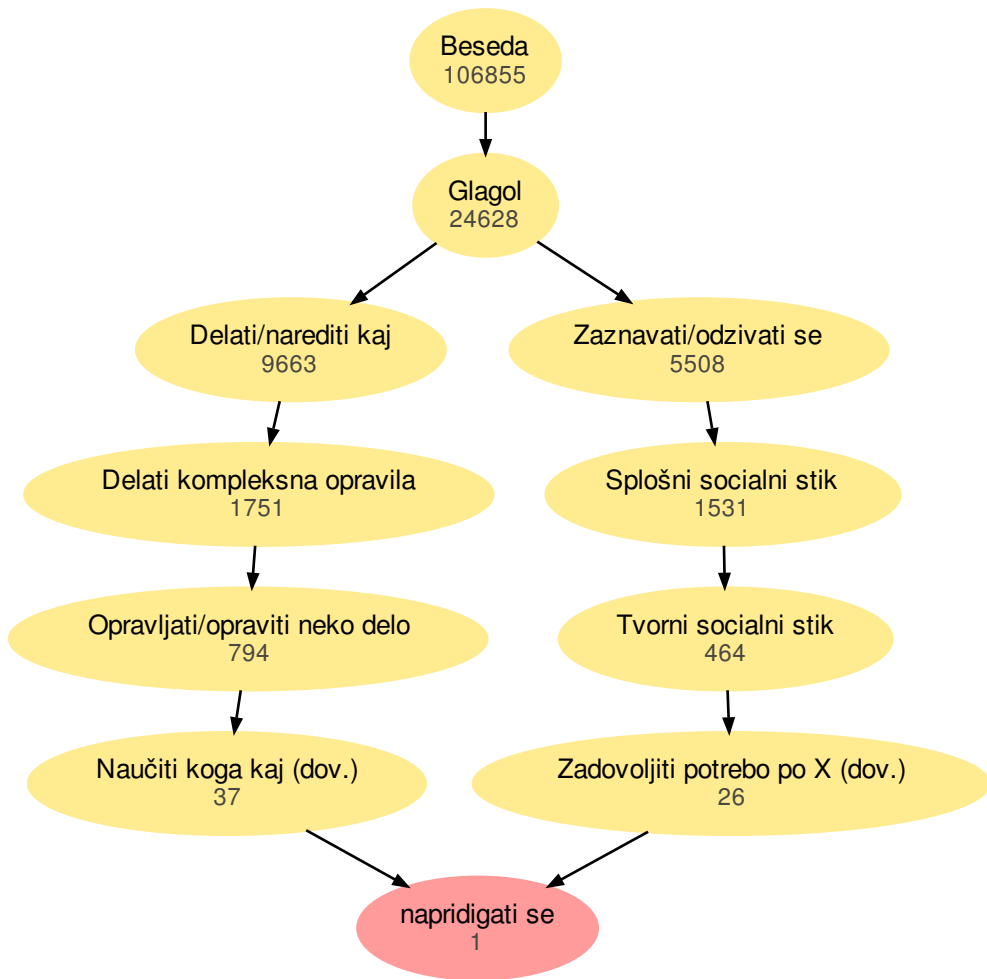 Beseda
106855
Glagol
24628
Delati/narediti kaj
9663
Zaznavati/odzivati se
5508
Delati kompleksna opravila
1751
Splošni socialni stik
1531
Opravljati/opraviti neko delo
794
Tvorni socialni stik
464
Naučiti koga kaj (dov.)
37
Zadovoljiti potrebo po X (dov.)
26
napridigati se
1